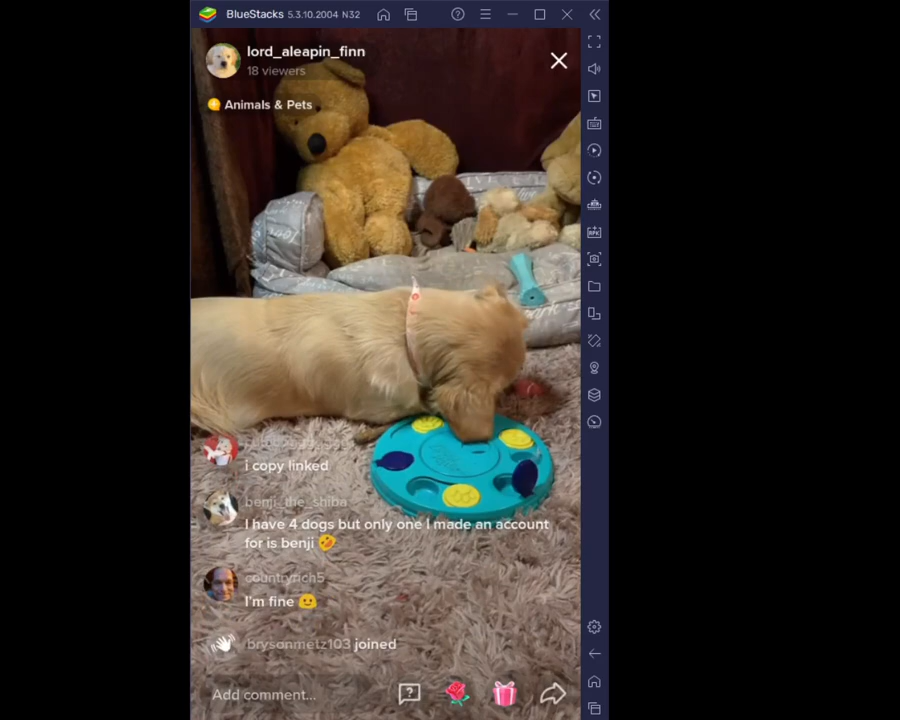 BlueStacks 5.3.10.2004 N32
lord_aleapin_finn
18 viewers
Animals & Pets
i copy linked
benji_the_shiba
I have 4 dogs but only one I made an account
for is benji 🤣
countryrich5
I'm fine 🙂
brysonmetz103 joined
Add comment...